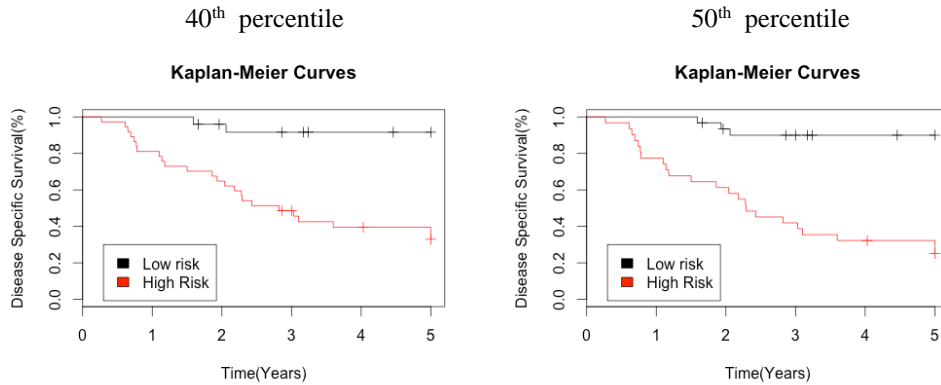 40th percentile
Kaplan-Meier Curves
Disease Specific Survival(%)
1.0
0.8
0.6
0.4
0.2
0.0
Low risk
High Risk
0 1 2 3 4 5
Time(Years)
50th percentile
Kaplan-Meier Curves
Disease Specific Survival(%)
1.0
0.8
0.6
0.4
0.2
0.0
Low risk
High Risk
0 1 2 3 4 5
Time(Years)